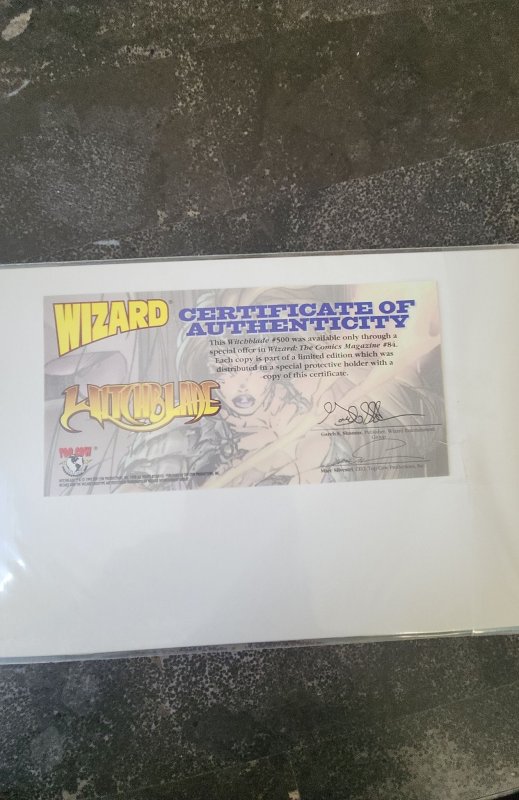 WIZARD®
CERTIFICATE OF
AUTHENTICITY
This Witchblade #500 was available only through a
special offer in Wizard: The Comics Magazine #84.
Each copy is part of a limited edition which was
distributed in a special protective holder with a
copy of this certificate.
WITCHBLADE
Gareb S. Shamus, Publisher, Wizard Entertainment
Group
TOP COW
Marc Silvestri, CEO, Top Cow Productions, Inc.